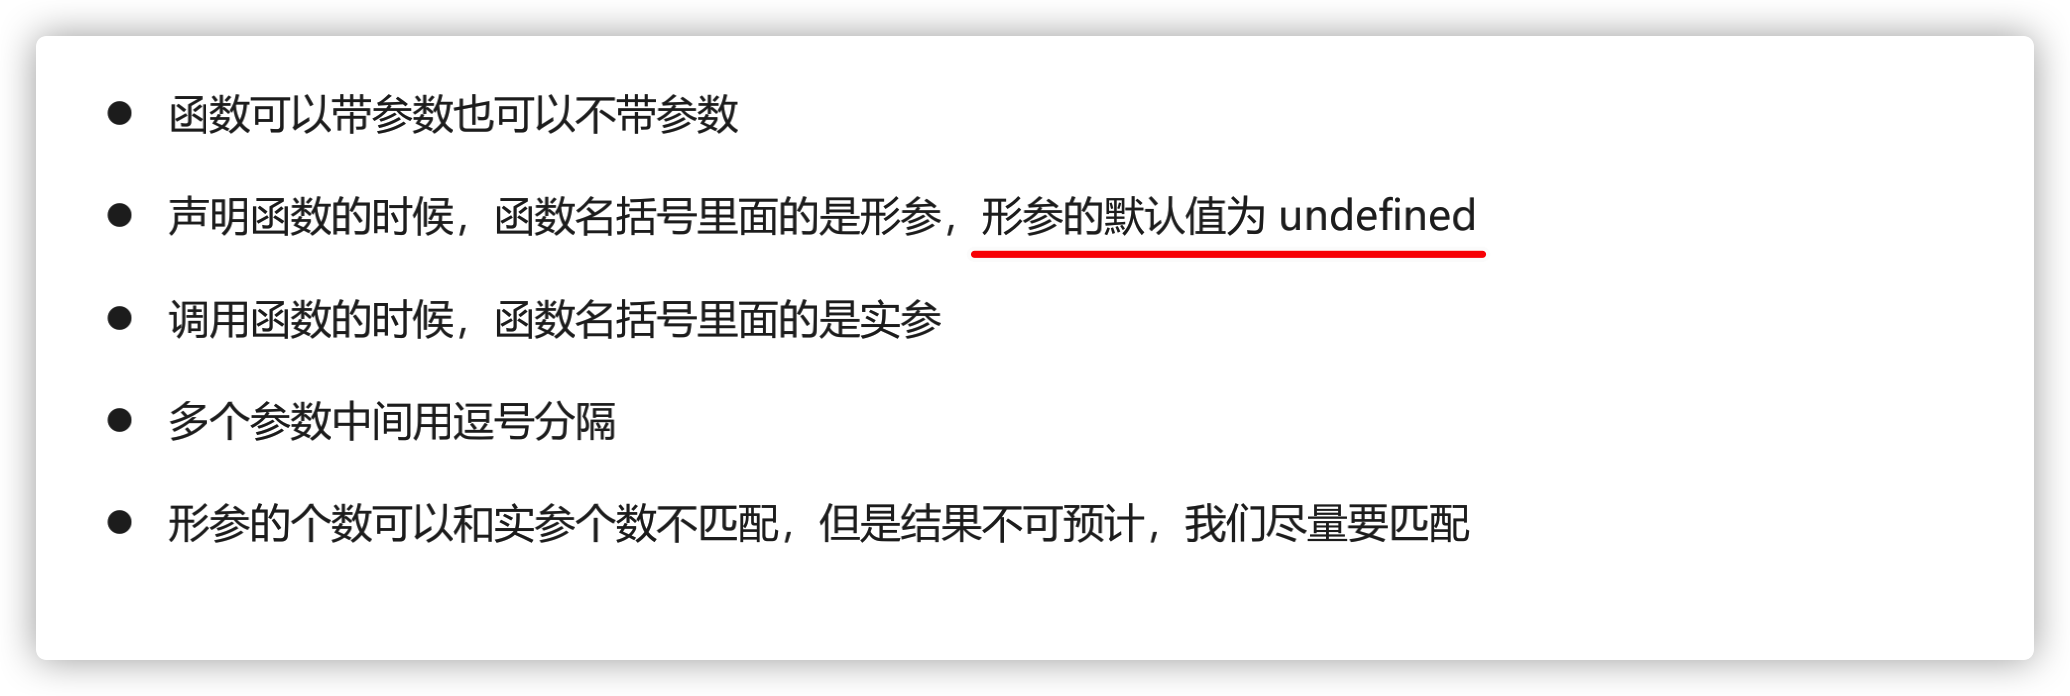 ● 函数可以带参数也可以不带参数
● 声明函数的时候，函数名括号里面的是形参，形参的默认值为 undefined
● 调用函数的时候，函数名括号里面的是实参
● 多个参数中间用逗号分隔
● 形参的个数可以和实参个数不匹配，但是结果不可预计，我们尽量要匹配